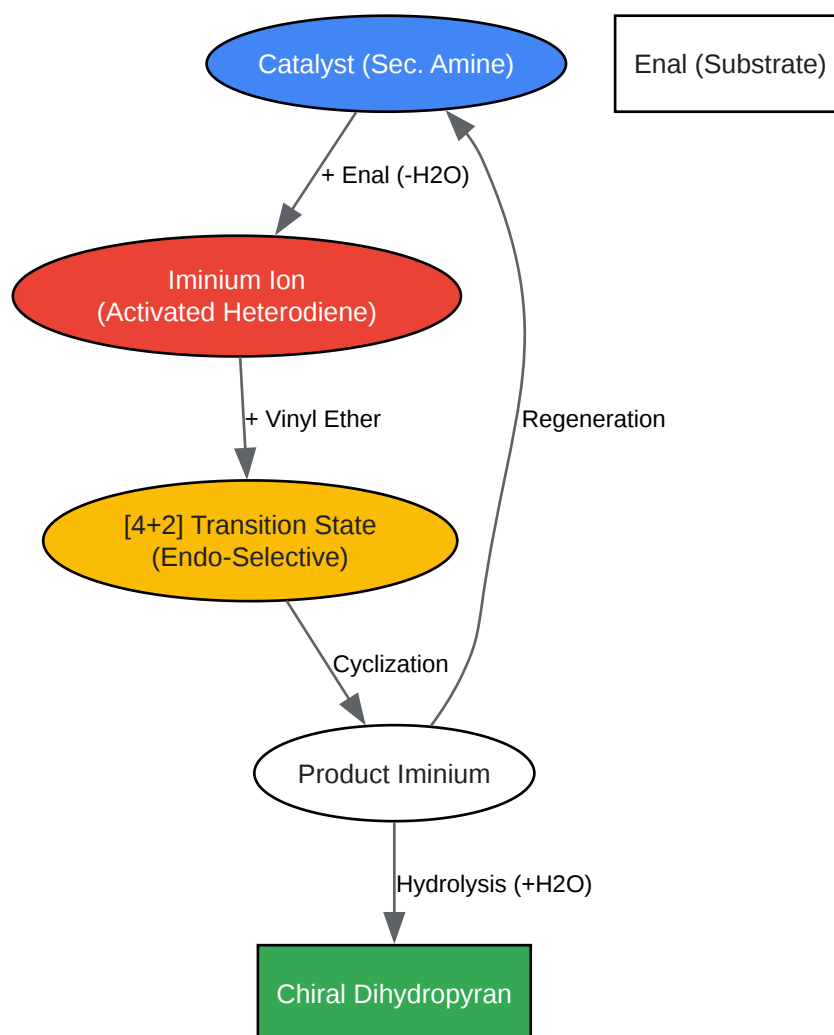 Catalyst (Sec. Amine)
Enal (Substrate)
+ Enal (-H2O)
Iminium Ion
(Activated Heterodiene)
+ Vinyl Ether
Regeneration
[4+2] Transition State
(Endo-Selective)
Cyclization
Product Iminium
Hydrolysis (+H2O)
Chiral Dihydropyran